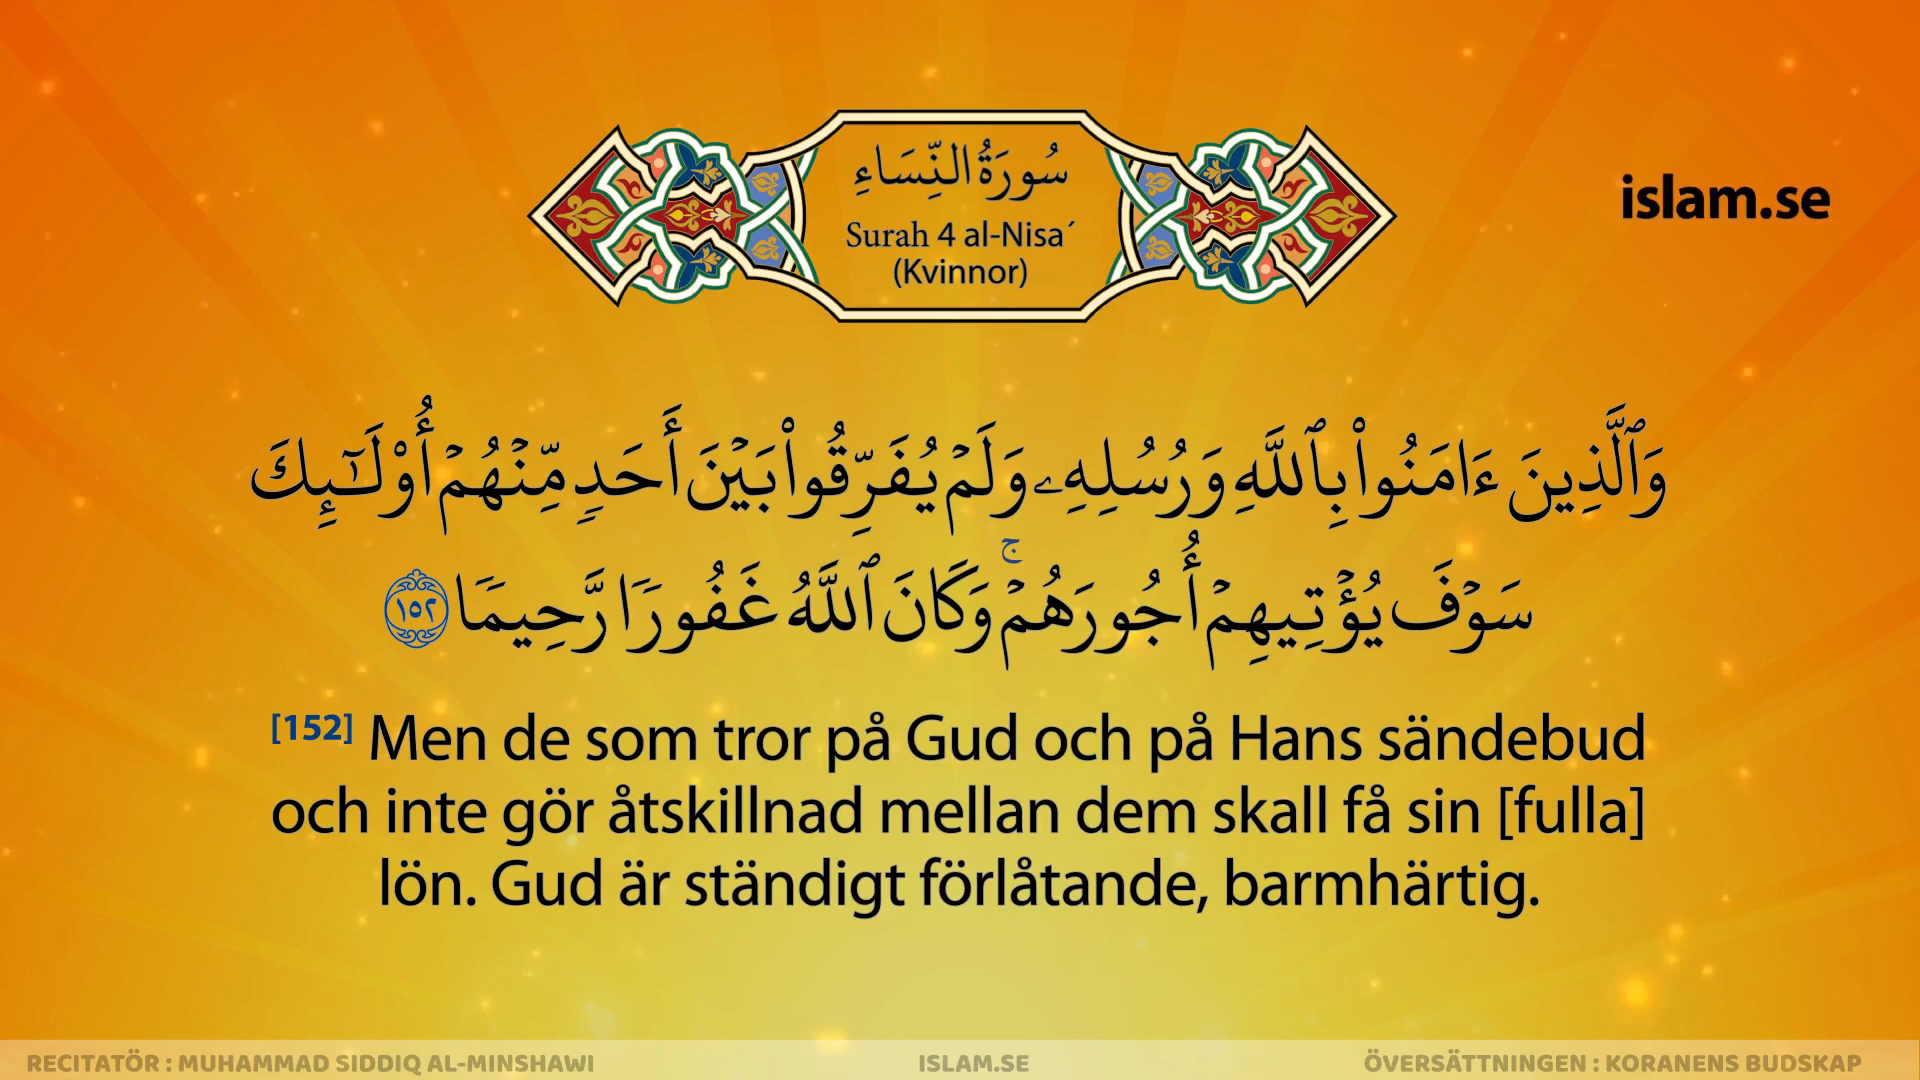 سُورَةُ النِّسَاءِ
Surah 4 al-Nisa´
(Kvinnor)
islam.se
وَٱلَّذِينَ ءَامَنُوا۟ بِٱللَّهِ وَرُسُلِهِۦ وَلَمۡ يُفَرِّقُوا۟ بَيۡنَ أَحَدٖ مِّنۡهُمۡ أُو۟لَـٰٓئِكَ
سَوۡفَ يُؤۡتِيهِمۡ أُجُورَهُمۡۚ وَكَانَ ٱللَّهُ غَفُورٗا رَّحِيمٗا ١٥٢
[152] Men de som tror på Gud och på Hans sändebud
och inte gör åtskillnad mellan dem skall få sin [fulla]
lön. Gud är ständigt förlåtande, barmhärtig.
RECITATÖR : MUHAMMAD SIDDIQ AL-MINSHAWI
ISLAM.SE
ÖVERSÄTTNINGEN : KORANENS BUDSKAP